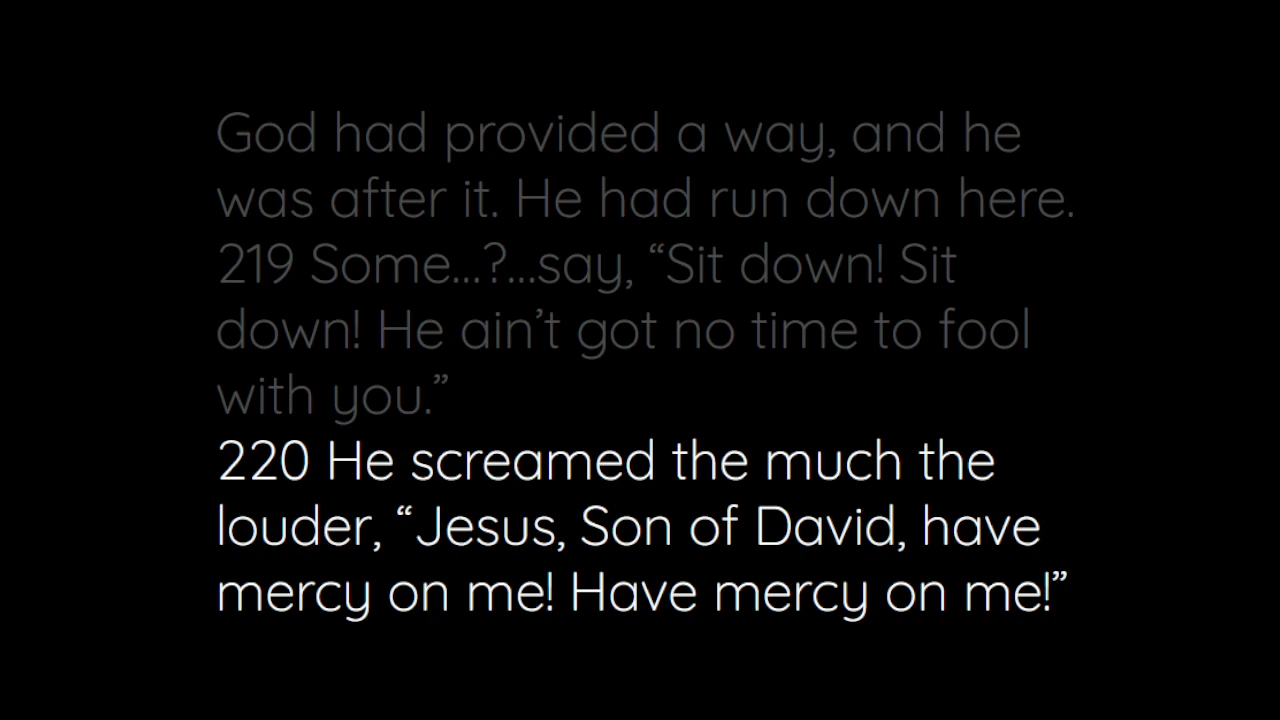 God had provided a way, and he
was after it. He had run down here.
219 Some...?...say, “Sit down! Sit
down! He ain’t got no time to fool
with you.”
220 He screamed the much the
louder, “Jesus, Son of David, have
mercy on me! Have mercy on me!”